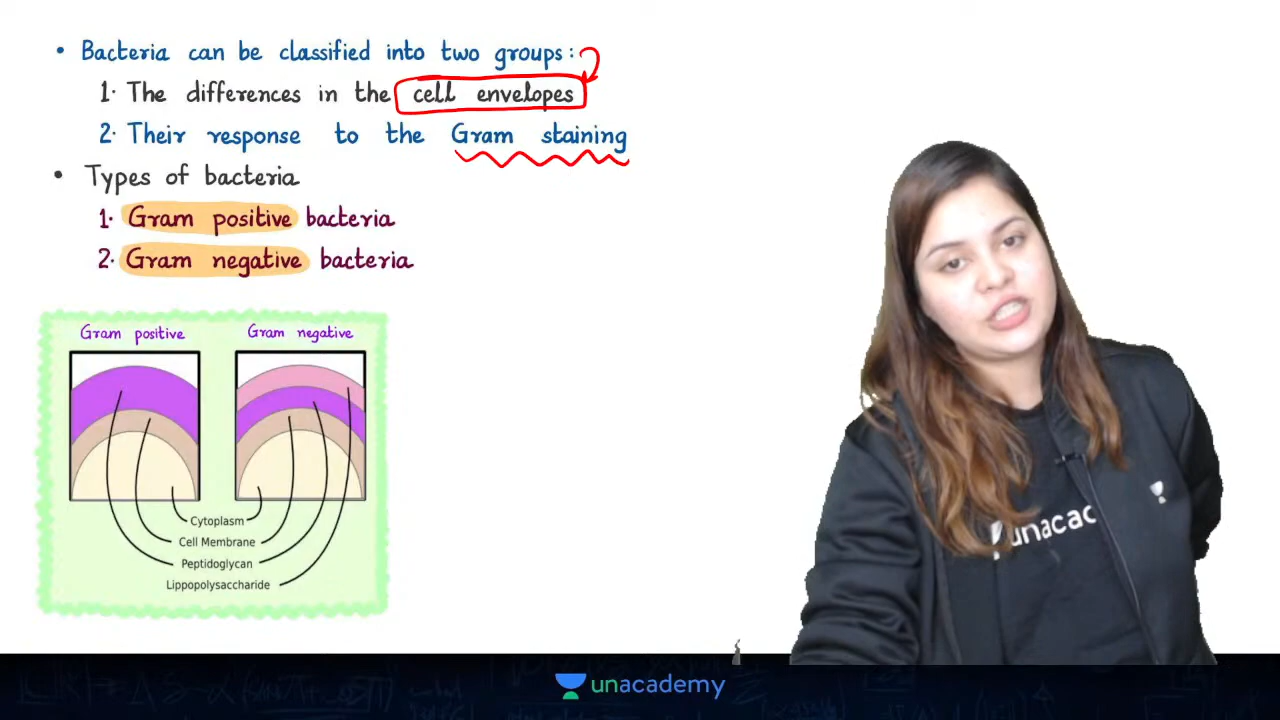 • Bacteria can be classified into two groups:
1. The differences in the cell envelopes
2. Their response to the Gram staining
• Types of bacteria
1. Gram positive bacteria
2. Gram negative bacteria
Gram positive
Gram negative
Cytoplasm
Cell Membrane
Peptidoglycan
Lippopolysaccharide
unacac
unacademy